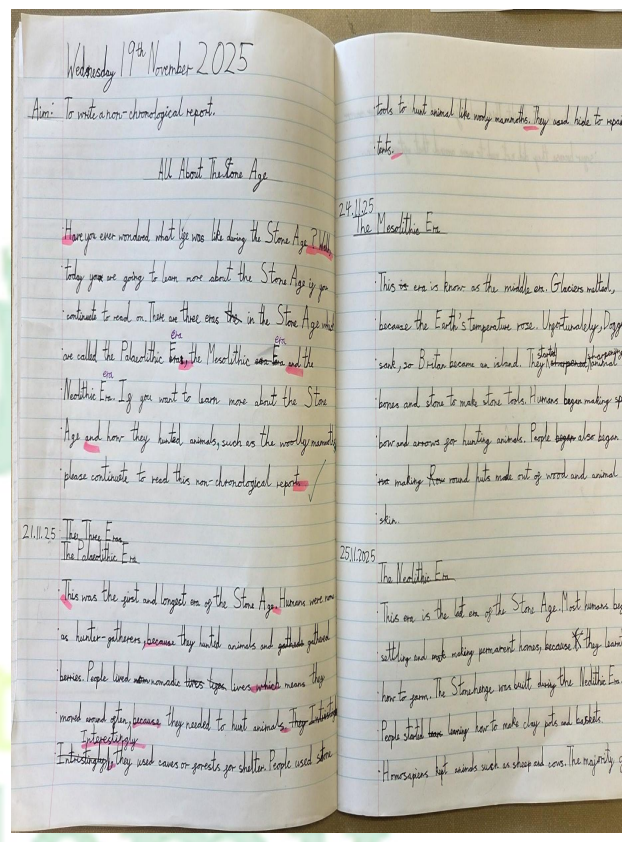 Wednesday 19th November 2025
Aim: To write a non-chronological report.
All About The Stone Age
Have you ever wondered what life was like during the Stone Age? Well,
today you are going to learn more about the Stone Age if you
continute to read on. There are three eras in the Stone Age
are called the Palaeolithic era, the Mesolithic era and the
Neolithic era. If you want to learn more about the Stone
Age and how they hunted animals, such as the woolly mammoth,
please continute to read this non-chronological report.
21.11.25 The Three Eras
The Palaeolithic Era
This was the first and longest era of the Stone Age. Humans were
as hunter-gatherers, because they hunted animals and gathered
berries. People lived nomadic lives which means they
moved around often, because they needed to hunt animals.
Interestingly
they used caves or forests for shelter. People used stone
tools to hunt animal like wooly mammoths. They used hide to
tents.
24.11.25
The Mesolithic Era
This era is know as the middle era. Glaciers melted,
because the Earth's temperature rose. Unfortunately,
sank, so Britan became an island. They started animal
bones and stone to make stone tools. Humans began making
bow and arrows for hunting animals. People also began
making round huts made out of wood and animal
skin.
25.11.2025
The Neolithic Era
This era is the last era of the Stone Age. Most humans
settling and making permanent homes, because they
how to farm. The Stonehenge was built during the Neolithic Era.
People started learing how to make clay pots and baskets.
Homosapiens kept animals such as sheep and cows. The majority,